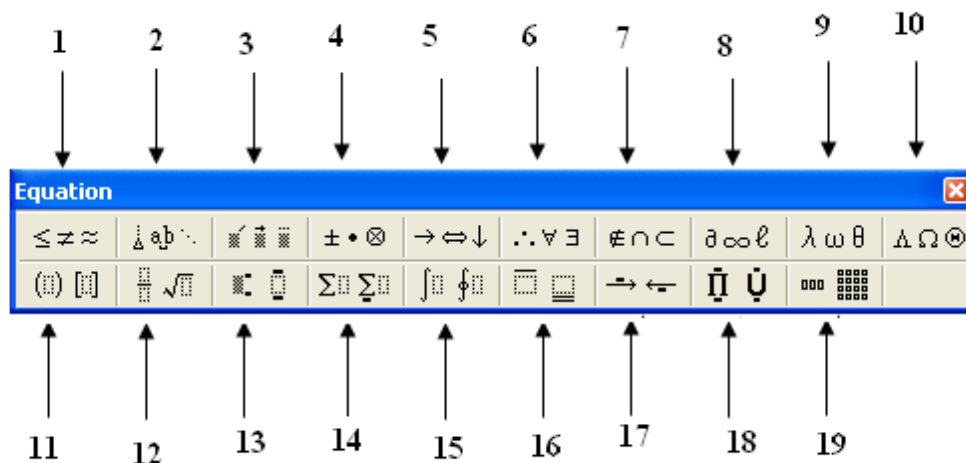 1 2 3 4 5 6 7 8 9 10
Equation
≤ ≠ ≈ ab ⋱ ± • ⊗ → ⇔ ↓ ∴ ∀ ∃ ∉ ∩ ⊂ ∂ ∞ ℓ λ ω θ Λ Ω Θ
(⬚) [⬚] √⬚ Σ⬚ Σ⬚ ∫⬚ ∮⬚ → ← Π Ụ
11 12 13 14 15 16 17 18 19